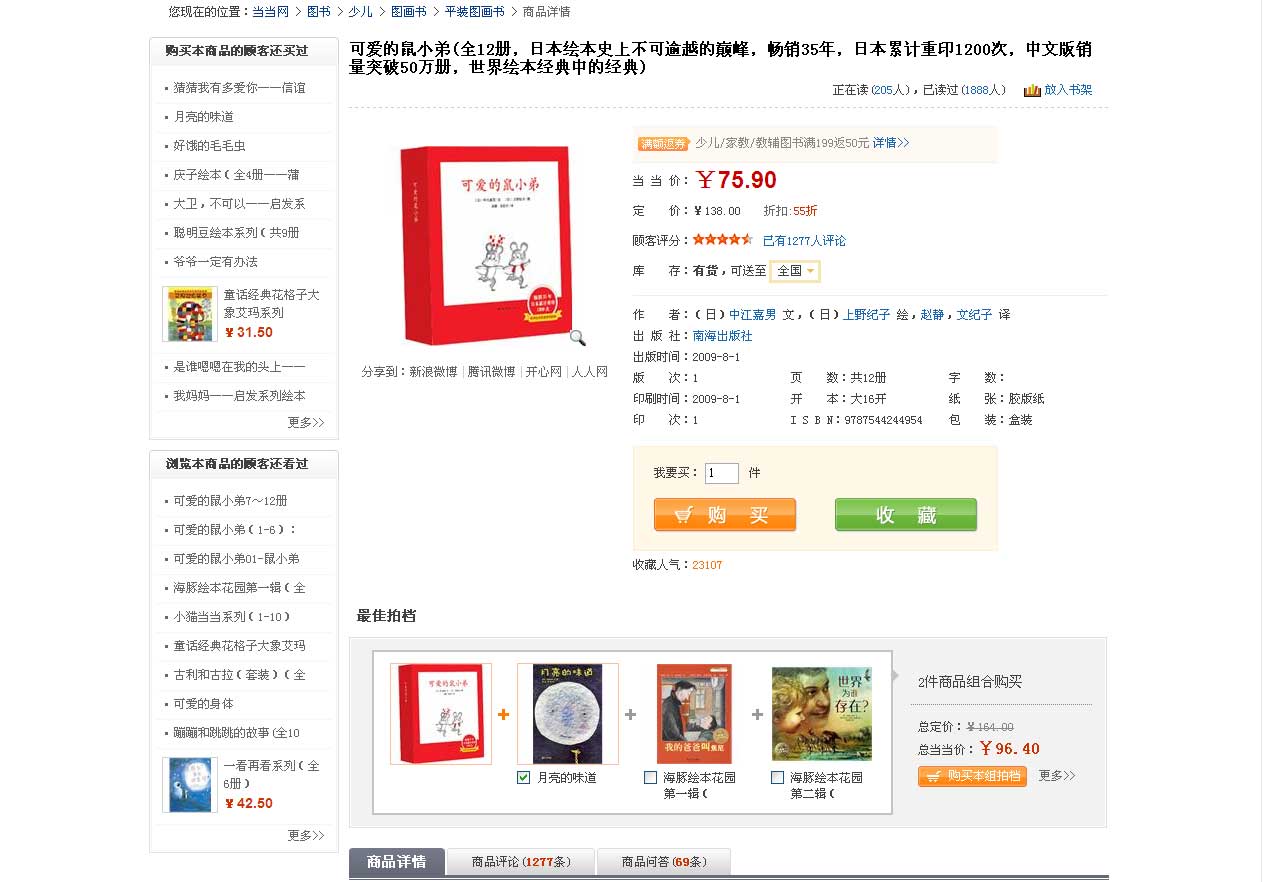 您现在的位置：当当网 > 图书 > 少儿 > 图画书 > 平装图画书 > 商品详情
购买本商品的顾客还买过
猜猜我有多爱你——信谊
月亮的味道
好饿的毛毛虫
庆子绘本（全4册——蒲
大卫，不可以——启发系
聪明豆绘本系列（共9册
爷爷一定有办法
童话经典花格子大
象艾玛系列
￥31.50
是谁嗯嗯在我的头上——
我妈妈——启发系列绘本
更多>>
浏览本商品的顾客还看过
可爱的鼠小弟7～12册
可爱的鼠小弟（1-6）：
可爱的鼠小弟01-鼠小弟
海豚绘本花园第一辑（全
小猫当当系列（1-10）
童话经典花格子大象艾玛
古利和古拉（套装）（全
可爱的身体
蹦蹦和跳跳的故事(全10
一看再看系列（全
6册）
￥42.50
更多>>
可爱的鼠小弟(全12册，日本绘本史上不可逾越的巅峰，畅销35年，日本累计重印1200次，中文版销
量突破50万册，世界绘本经典中的经典)
正在读(205人)，已读过(1888人) 放入书架
可爱的鼠小弟
可爱的鼠小弟
分享到：新浪微博 | 腾讯微博 | 开心网 | 人人网
满额返券 少儿/家教/教辅图书满199返50元 详情>>
当 当 价：￥75.90
定 价：￥138.00 折扣:55折
顾客评分： 已有1277人评论
库 存：有货，可送至 全国
作 者：（日）中江嘉男 文，（日）上野纪子 绘，赵静，文纪子 译
出 版 社：南海出版社
出版时间：2009-8-1
版 次：1 页 数：共12册 字 数：
印刷时间：2009-8-1 开 本：大16开 纸 张：胶版纸
印 次：1 I S B N：9787544244954 包 装：盒装
我要买： 1 件
购 买 收 藏
收藏人气：23107
最佳拍档
可爱的鼠小弟
月亮的味道
我的爸爸叫焦尼
世界
为谁
存在?
月亮的味道
海豚绘本花园
第一辑（
海豚绘本花园
第二辑（
2件商品组合购买
总定价：￥164.00
总当当价：￥96.40
购买本组拍档 更多>>
商品详情 商品评论(1277条) 商品问答(69条)